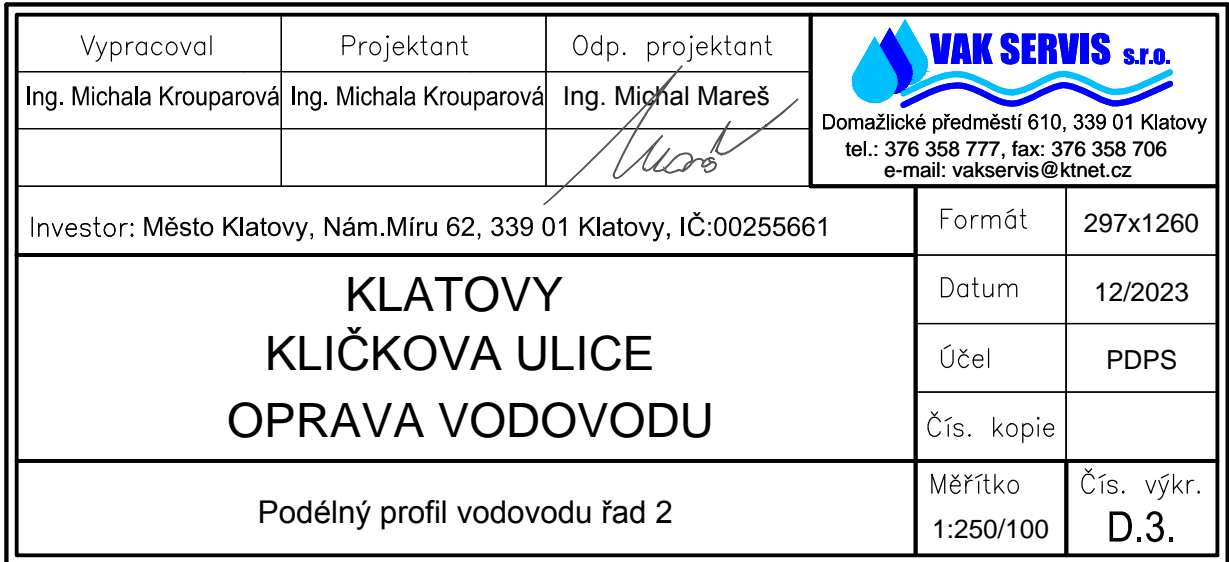 Vypracoval
Projektant
Odp. projektant
Ing. Michala Krouparová
Ing. Michala Krouparová
Ing. Michal Mareš
Mareš
VAK SERVIS s.r.o.
Domažlické předměstí 610, 339 01 Klatovy
tel.: 376 358 777, fax: 376 358 706
e-mail: vakservis@ktnet.cz
Investor: Město Klatovy, Nám.Míru 62, 339 01 Klatovy, IČ:00255661
Formát
297x1260
KLATOVY
KLIČKOVA ULICE
OPRAVA VODOVODU
Datum
12/2023
Účel
PDPS
Čís. kopie
Podélný profil vodovodu řad 2
Měřítko
1:250/100
Čís. výkr.
D.3.